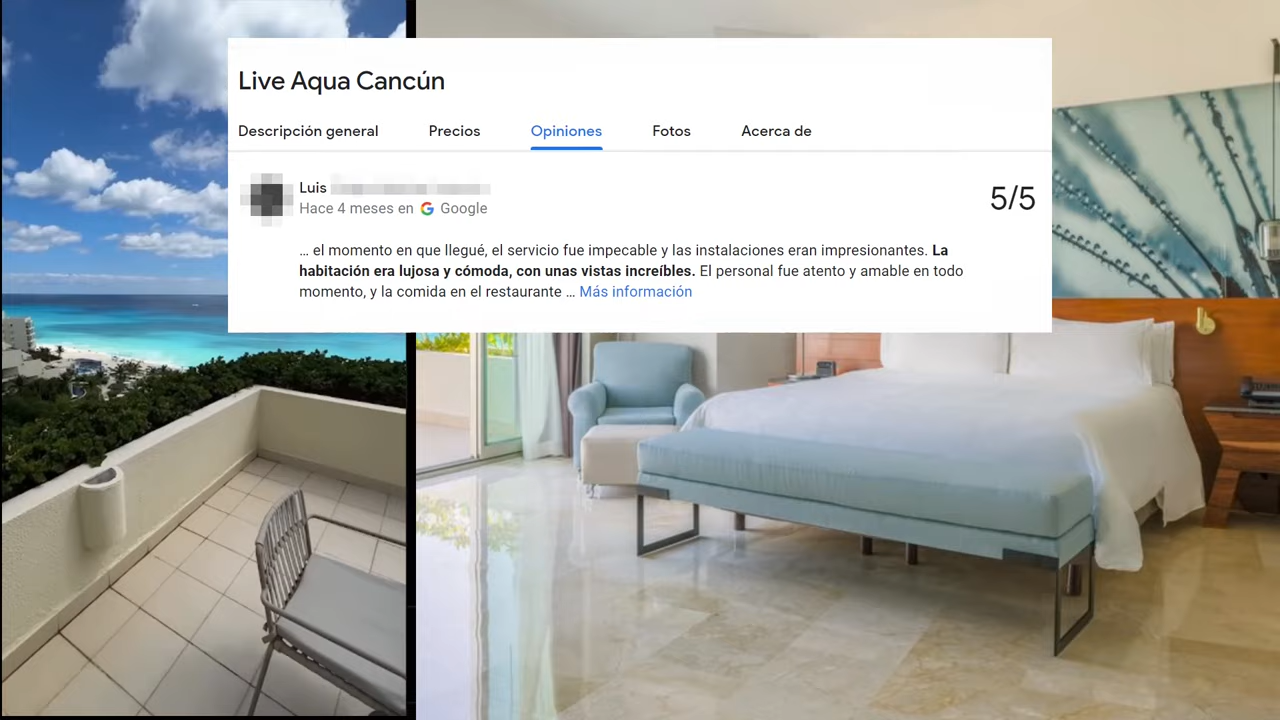 Live Aqua Cancún
Descripción general Precios Opiniones Fotos Acerca de
Luis
Hace 4 meses en Google
5/5
… el momento en que llegué, el servicio fue impecable y las instalaciones eran impresionantes. La
habitación era lujosa y cómoda, con unas vistas increíbles. El personal fue atento y amable en todo
momento, y la comida en el restaurante … Más información